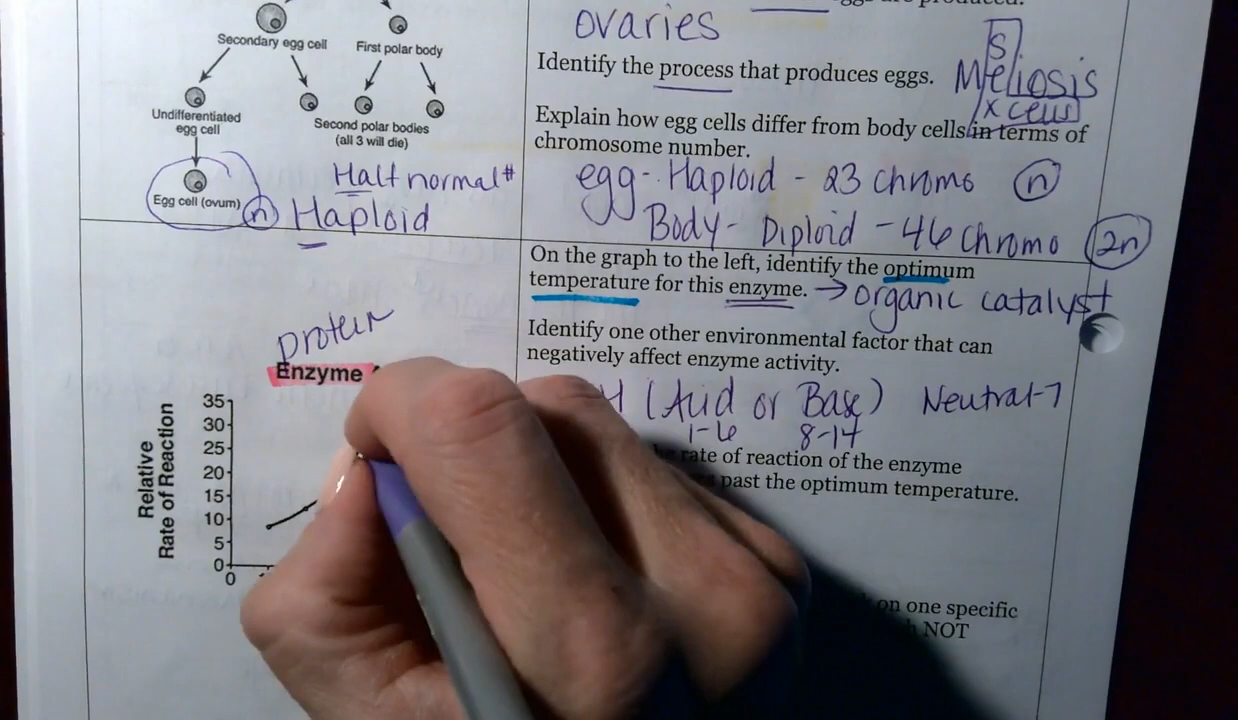 Secondary egg cell
First polar body
Undifferentiated
egg cell
Second polar bodies
(all 3 will die)
Egg cell (ovum)
n
Half normal #
Haploid
ovaries
Identify the process that produces eggs.
S
Meiosis
x cells
Explain how egg cells differ from body cells in terms of
chromosome number.
egg - Haploid - 23 chromo n
Body - Diploid - 46 chromo 2n
On the graph to the left, identify the optimum
temperature for this enzyme. → organic catalyst
Identify one other environmental factor that can
negatively affect enzyme activity.
(Acid or Base) Neutral-7
1-6 8-14
rate of reaction of the enzyme
past the optimum temperature.
on one specific
NOT
protein
Enzyme
Relative
Rate of Reaction
35
30
25
20
15
10
5
0
0